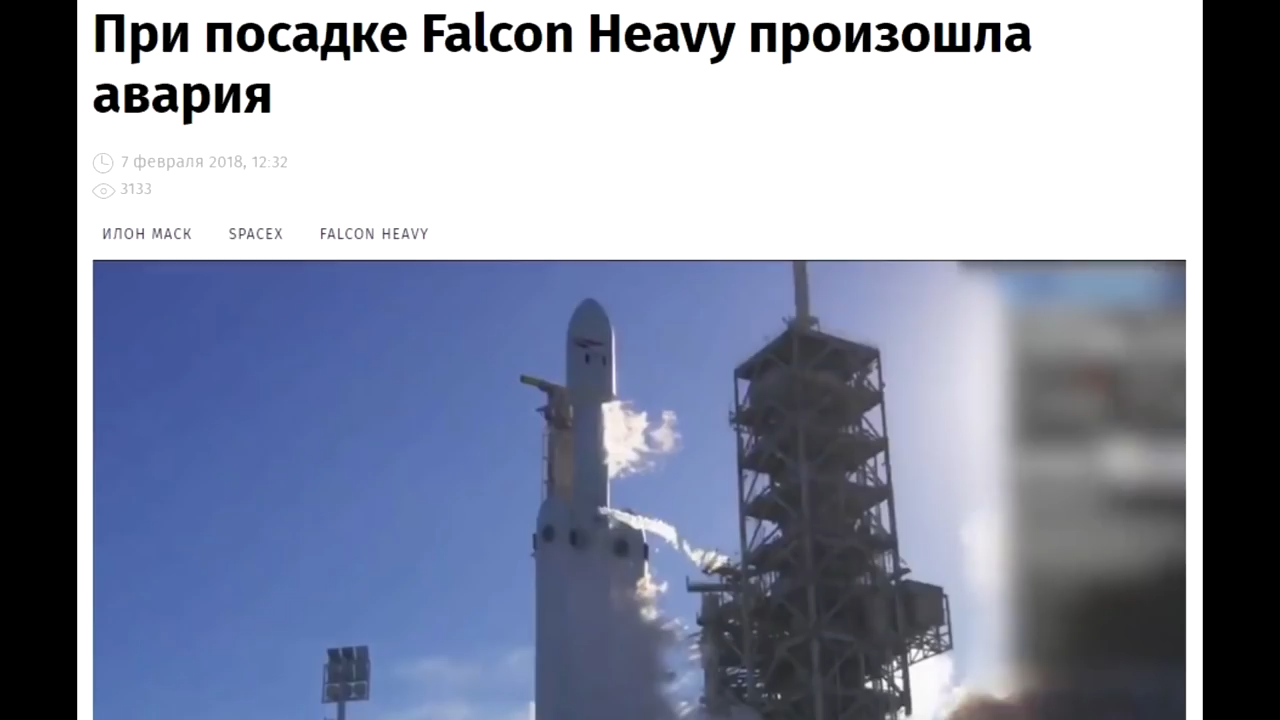 При посадке Falcon Heavy произошла
авария
7 февраля 2018, 12:32
3133
ИЛОН МАСК SPACEX FALCON HEAVY